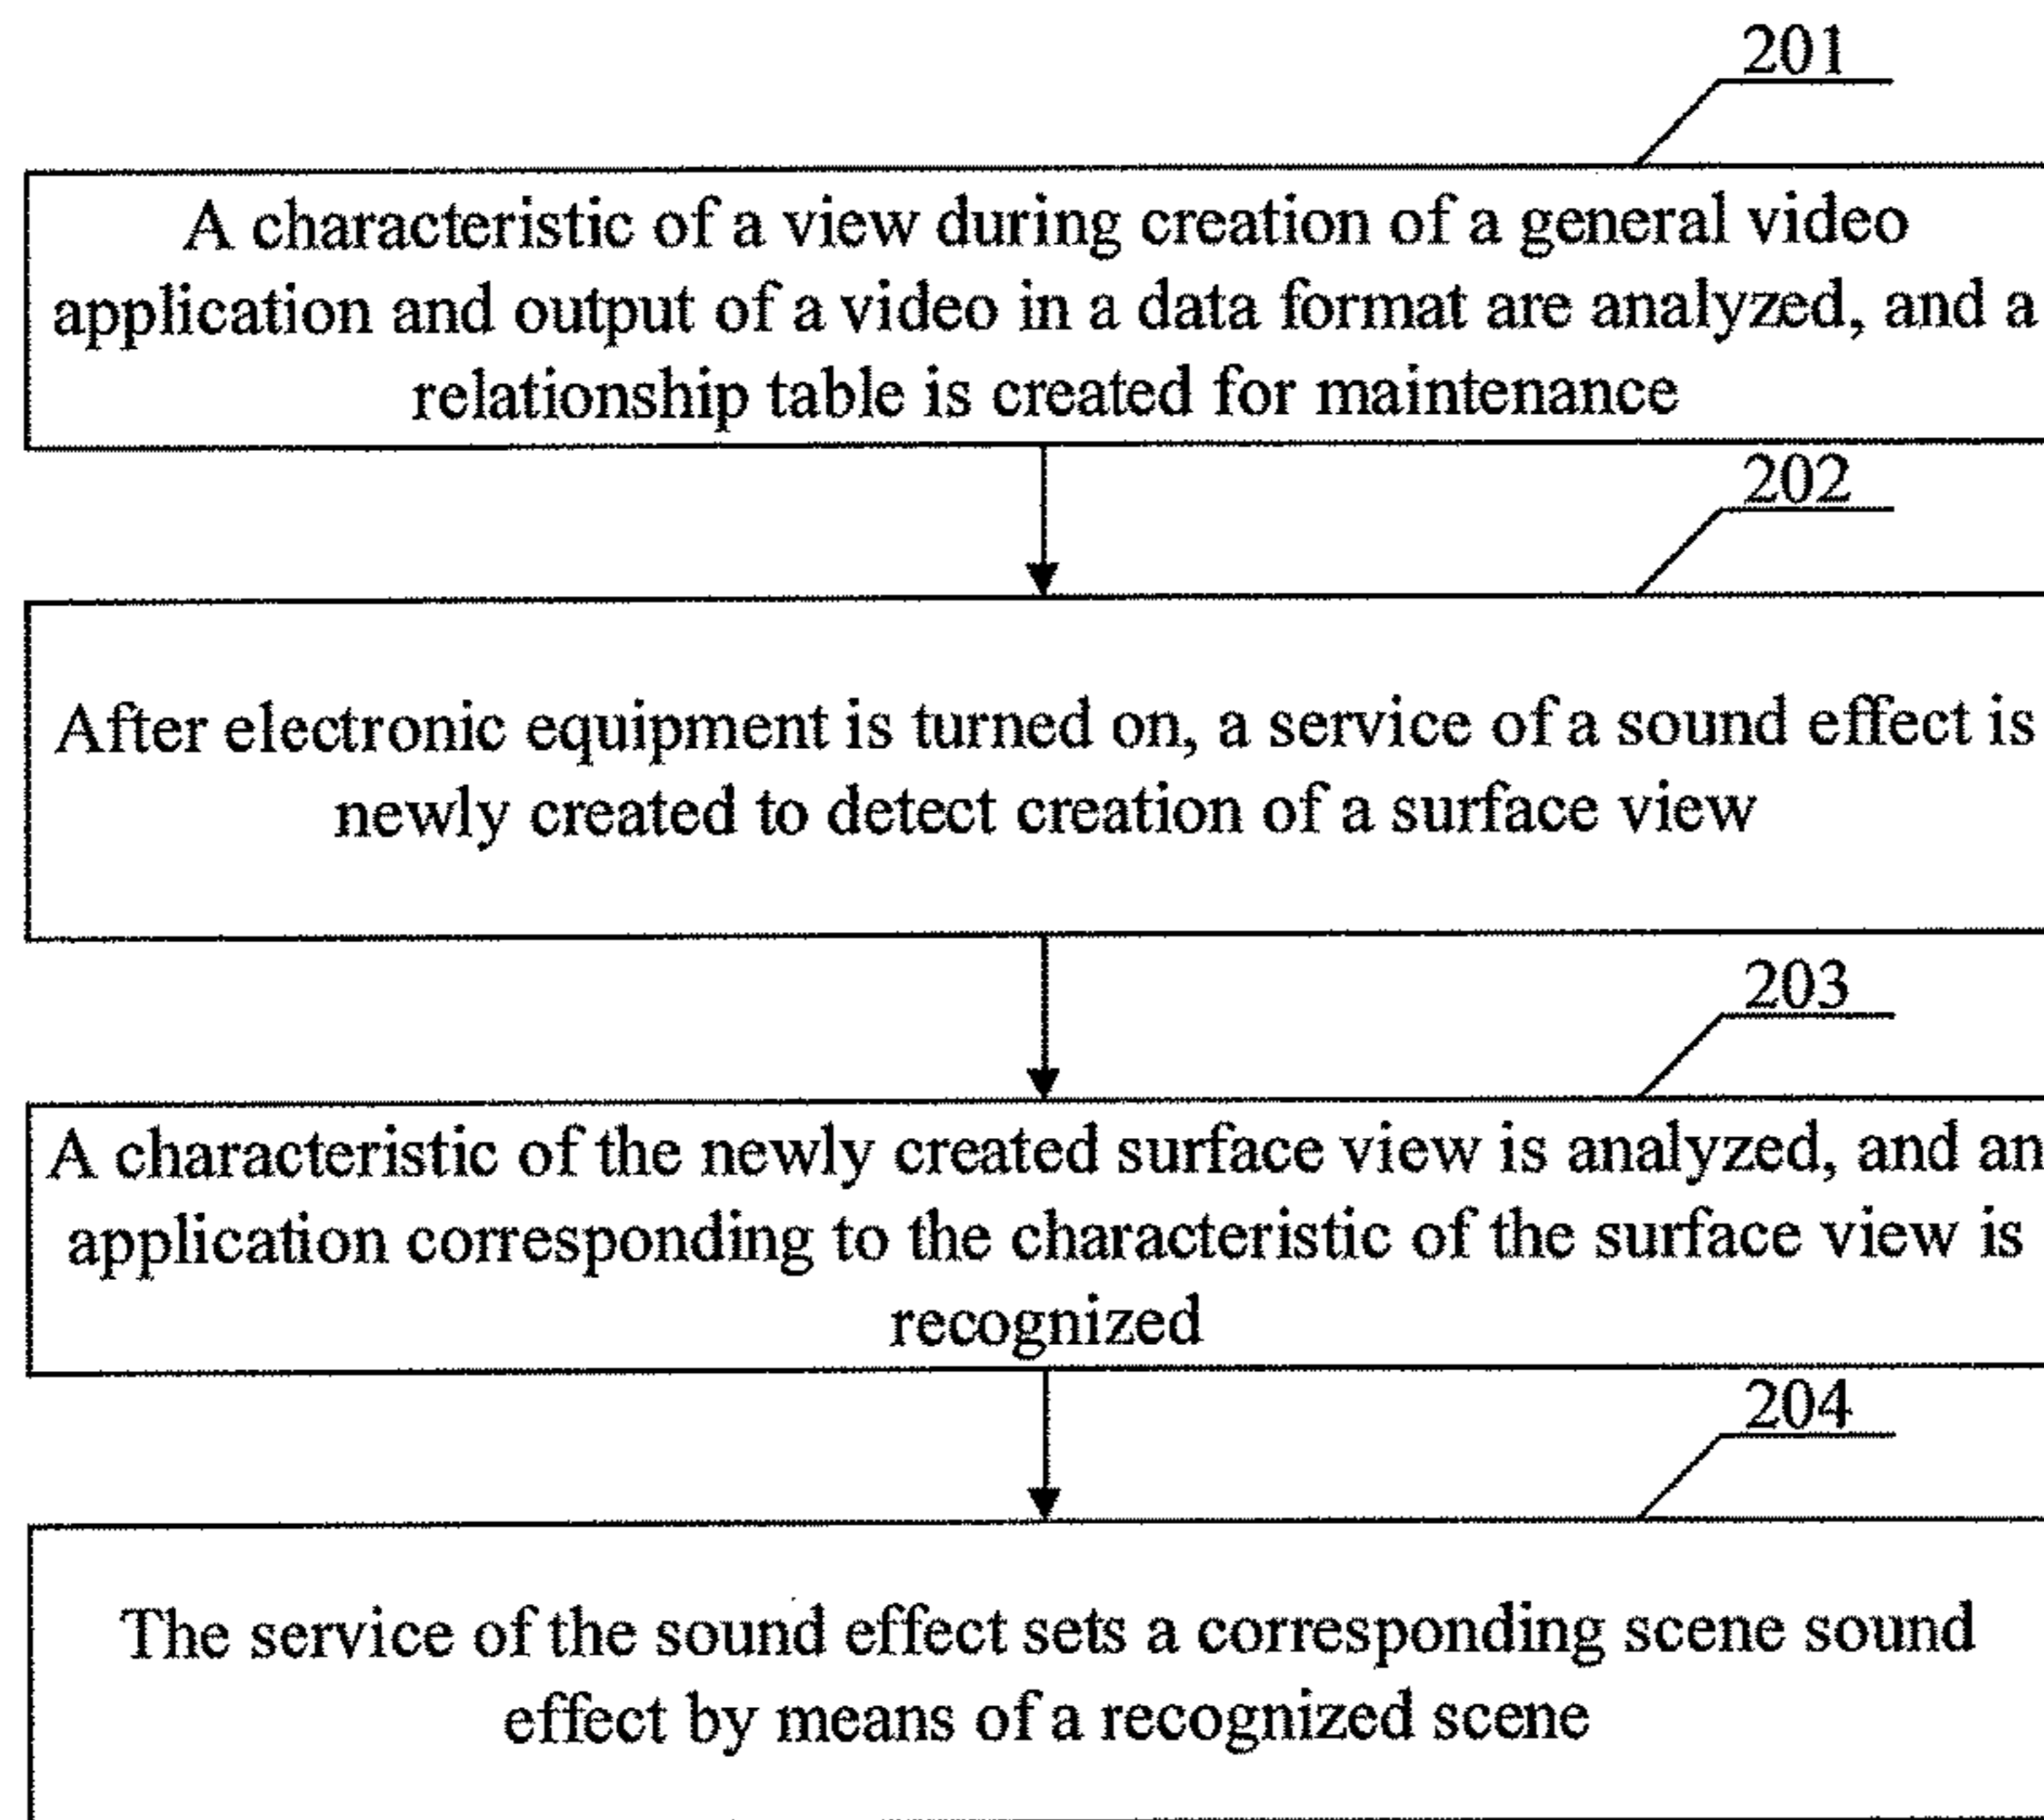 201
A characteristic of a view during creation of a general video
application and output of a video in a data format are analyzed, and a
relationship table is created for maintenance
202
After electronic equipment is turned on, a service of a sound effect is
newly created to detect creation of a surface view
203
A characteristic of the newly created surface view is analyzed, and an
application corresponding to the characteristic of the surface view is
recognized
204
The service of the sound effect sets a corresponding scene sound
effect by means of a recognized scene